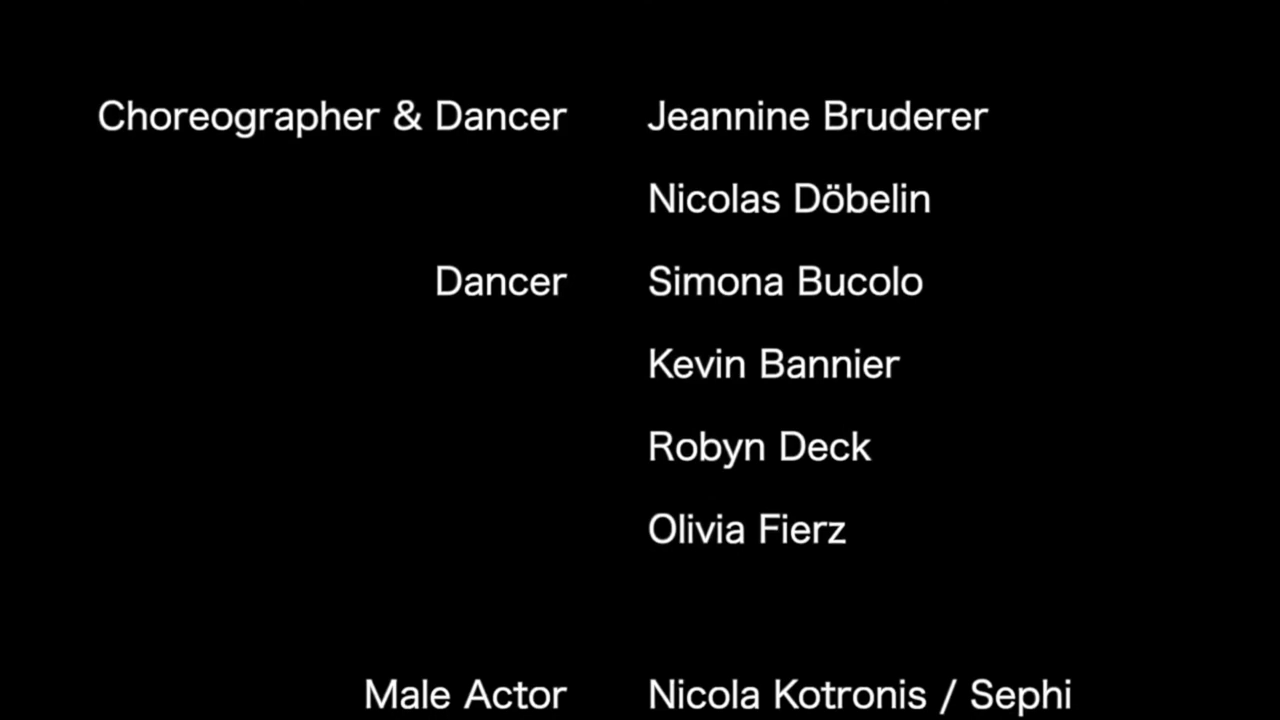 Choreographer & Dancer Jeannine Bruderer
Nicolas Döbelin
Dancer Simona Bucolo
Kevin Bannier
Robyn Deck
Olivia Fierz
Male Actor Nicola Kotronis / Sephi